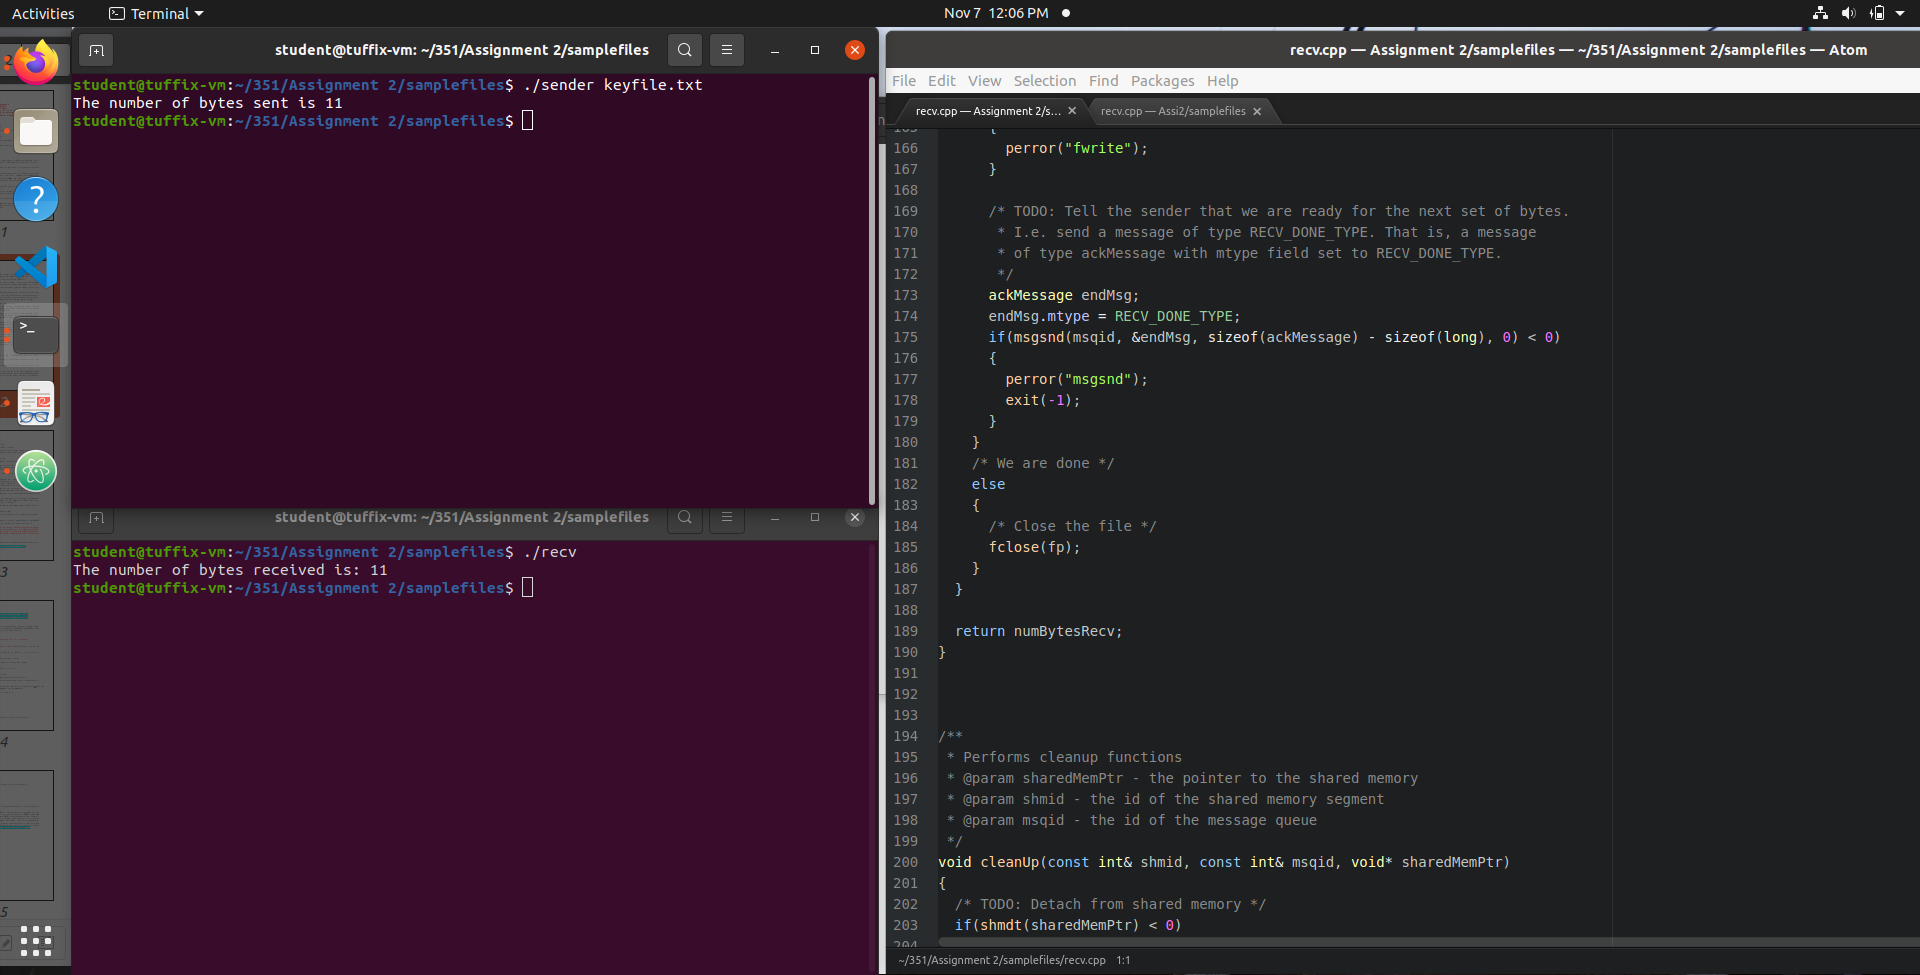 Activities
Terminal
Nov 7 12:06 PM
student@tuffix-vm: ~/351/Assignment 2/samplefiles
student@tuffix-vm:~/351/Assignment 2/samplefiles$ ./sender keyfile.txt
The number of bytes sent is 11
student@tuffix-vm:~/351/Assignment 2/samplefiles$
student@tuffix-vm: ~/351/Assignment 2/samplefiles
student@tuffix-vm:~/351/Assignment 2/samplefiles$ ./recv
The number of bytes received is: 11
student@tuffix-vm:~/351/Assignment 2/samplefiles$
1
3
4
5
recv.cpp — Assignment 2/samplefiles — ~/351/Assignment 2/samplefiles — Atom
File Edit View Selection Find Packages Help
recv.cpp — Assignment 2/s...
recv.cpp — Assi2/samplefiles
165 {
166 perror("fwrite");
167 }
168
169 /* TODO: Tell the sender that we are ready for the next set of bytes.
170 * I.e. send a message of type RECV_DONE_TYPE. That is, a message
171 * of type ackMessage with mtype field set to RECV_DONE_TYPE.
172 */
173 ackMessage endMsg;
174 endMsg.mtype = RECV_DONE_TYPE;
175 if(msgsnd(msqid, &endMsg, sizeof(ackMessage) - sizeof(long), 0) < 0)
176 {
177 perror("msgsnd");
178 exit(-1);
179 }
180 }
181 /* We are done */
182 else
183 {
184 /* Close the file */
185 fclose(fp);
186 }
187 }
188
189 return numBytesRecv;
190 }
191
192
193
194 /**
195 * Performs cleanup functions
196 * @param sharedMemPtr - the pointer to the shared memory
197 * @param shmid - the id of the shared memory segment
198 * @param msqid - the id of the message queue
199 */
200 void cleanUp(const int& shmid, const int& msqid, void* sharedMemPtr)
201 {
202 /* TODO: Detach from shared memory */
203 if(shmdt(sharedMemPtr) < 0)
204
~/351/Assignment 2/samplefiles/recv.cpp 1:1